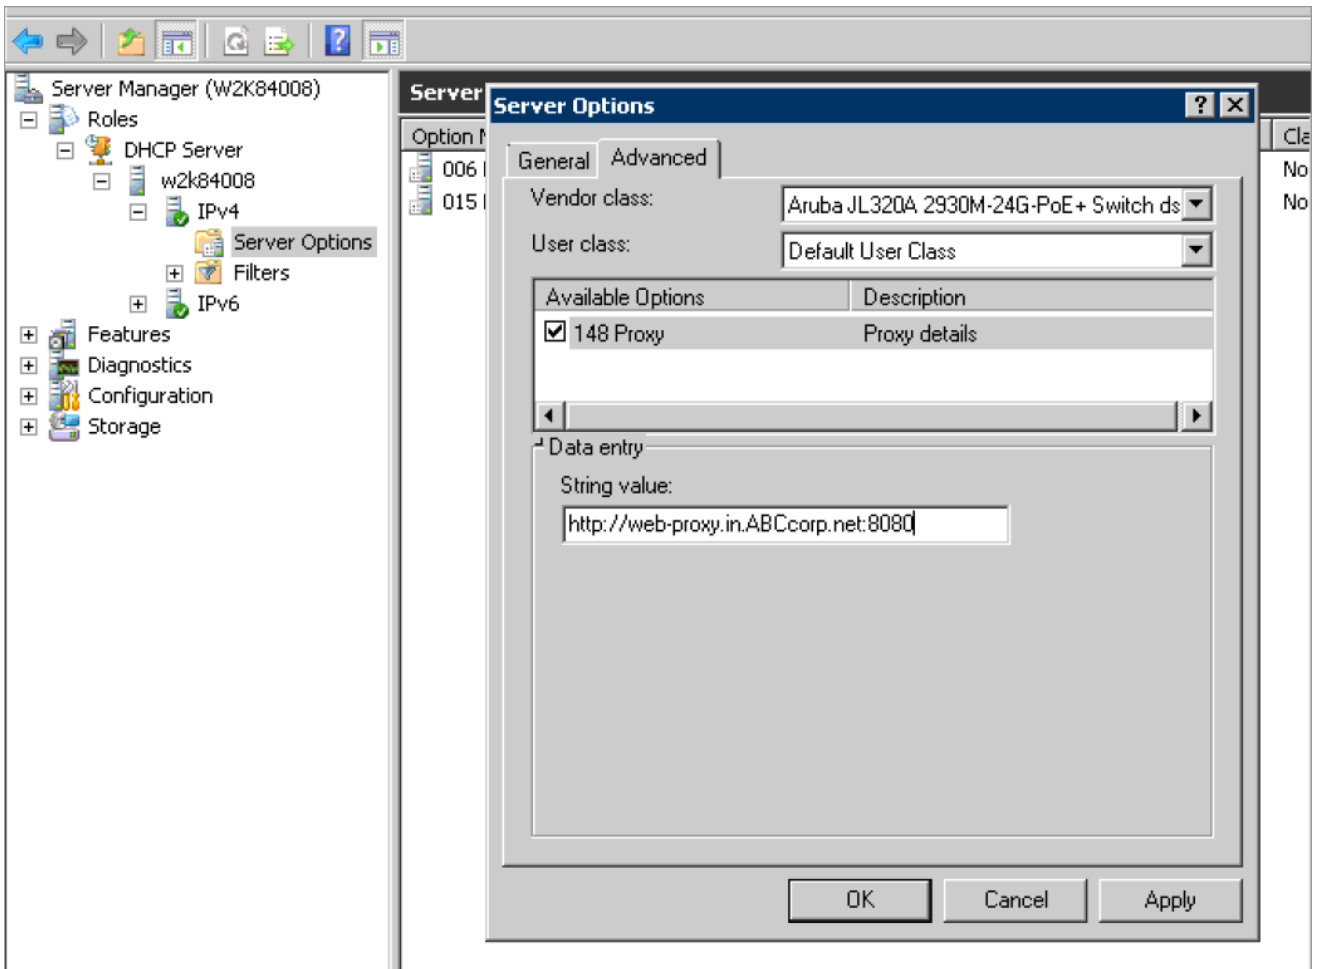 Server Manager (W2K84008)
Roles
DHCP Server
w2k84008
IPv4
Server Options
Filters
IPv6
Features
Diagnostics
Configuration
Storage
Server
Option
006
015
Server Options
General
Advanced
Vendor class:
Aruba JL320A 2930M-24G-PoE+ Switch ds
User class:
Default User Class
Available Options
Description
148 Proxy
Proxy details
Data entry
String value:
http://web-proxy.in.ABCcorp.net:8080
OK
Cancel
Apply
Cla
No
No